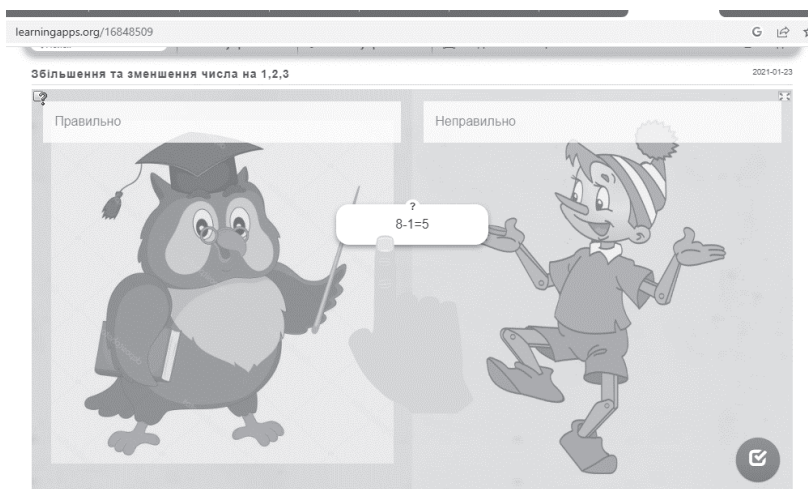 learningapps.org/16848509
Збільшення та зменшення числа на 1,2,3
2021-01-23
Правильно
Неправильно
?
8-1=5